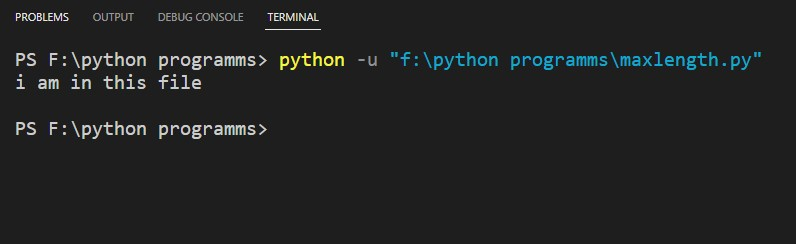 PROBLEMS OUTPUT DEBUG CONSOLE TERMINAL
PS F:\python programms> python -u "f:\python programms\maxlength.py"
i am in this file
PS F:\python programms>